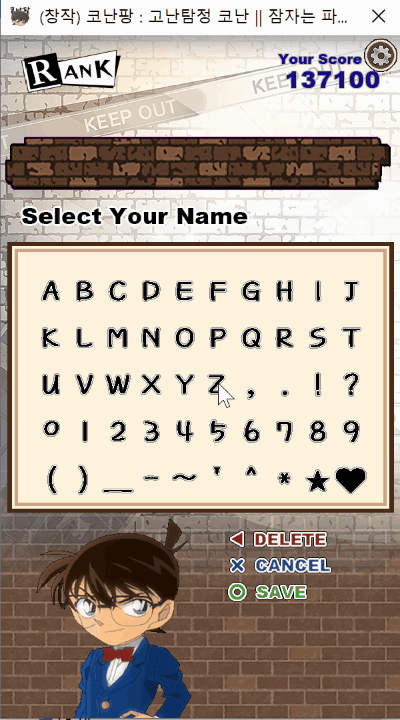 (창작) 코난팡 : 고난탐정 코난 || 잠자는 파...
RANK
Your Score
137100
KEEP OUT
KEEP OUT
Select Your Name
A B C D E F G H I J
K L M N O P Q R S T
U V W X Y Z , . ! ?
0 1 2 3 4 5 6 7 8 9
( ) _ - ~ ' ^ * ★ ♥
◀ DELETE
✕ CANCEL
○ SAVE